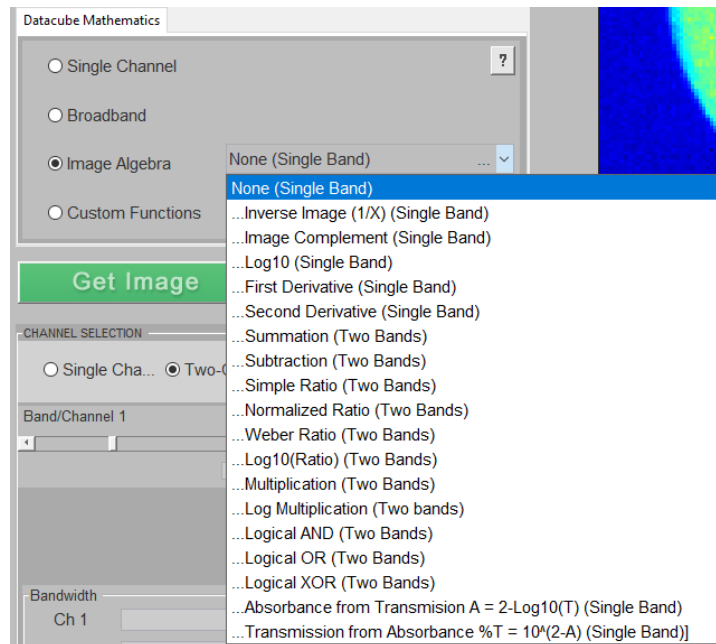 Datacube Mathematics
Single Channel
?
Broadband
Image Algebra
None (Single Band) ...
None (Single Band)
...Inverse Image (1/X) (Single Band)
...Image Complement (Single Band)
Custom Functions
...Log10 (Single Band)
...First Derivative (Single Band)
Get Image
...Second Derivative (Single Band)
CHANNEL SELECTION
...Summation (Two Bands)
...Subtraction (Two Bands)
Single Cha... Two-
...Simple Ratio (Two Bands)
...Normalized Ratio (Two Bands)
Band/Channel 1
...Weber Ratio (Two Bands)
...Log10(Ratio) (Two Bands)
...Multiplication (Two Bands)
...Log Multiplication (Two bands)
...Logical AND (Two Bands)
...Logical OR (Two Bands)
...Logical XOR (Two Bands)
Bandwidth
...Absorbance from Transmision A = 2-Log10(T) (Single Band)
Ch 1
...Transmission from Absorbance %T = 10^(2-A) (Single Band)]